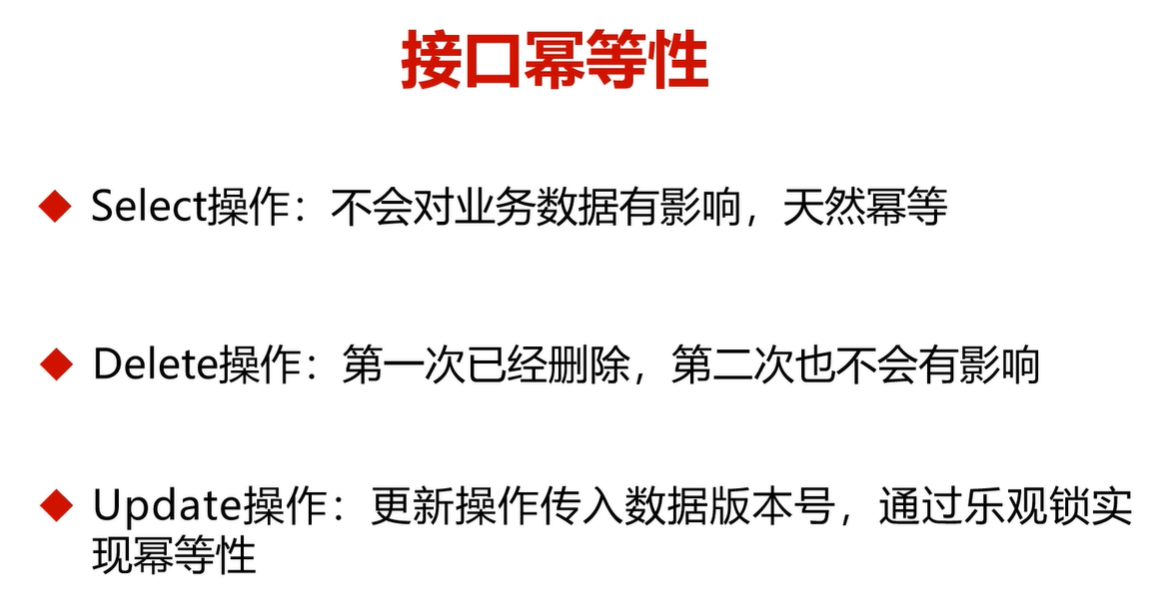 接口幂等性
Select操作：不会对业务数据有影响，天然幂等
Delete操作：第一次已经删除，第二次也不会有影响
Update操作：更新操作传入数据版本号，通过乐观锁实
现幂等性